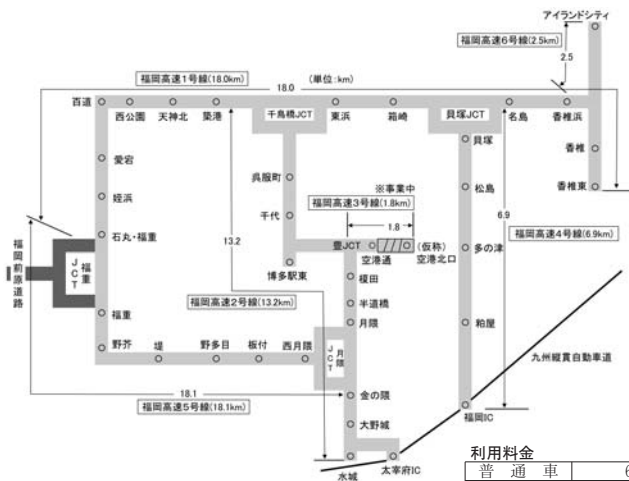 アイランドシティ
福岡高速6号線(2.5km)
2.5
福岡高速1号線(18.0km)
(単位:km)
18.0
百道
西公園
天神北
築港
千鳥橋JCT
東浜
箱崎
貝塚JCT
名島
香椎浜
貝塚
愛宕
香椎
呉服町
※事業中
姪浜
松島
香椎東
福岡高速3号線(1.8km)
千代
1.8
6.9
石丸・福重
福岡高速4号線(6.9km)
13.2
豊JCT
空港通
(仮称)
空港北口
多の津
福岡前原道路
福重JCT
博多駅東
榎田
福岡高速2号線(13.2km)
半道橋
福重
月隈
粕屋
野芥
堤
野多目
板付
西月隈
月隈JCT
九州縦貫自動車道
18.1
金の隈
福岡高速5号線(18.1km)
福岡IC
大野城
水城
太宰府IC
利用料金
普通車
6